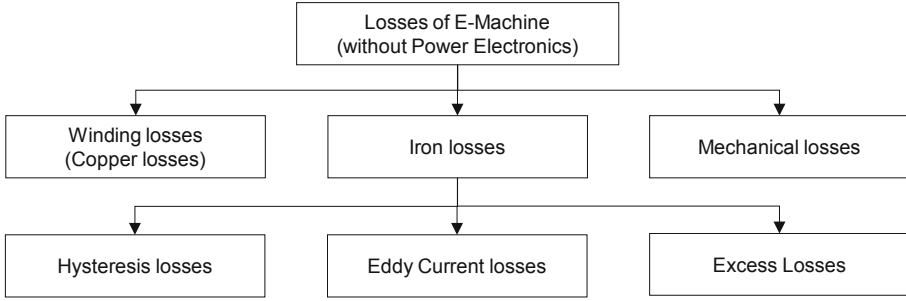 Losses of E-Machine
(without Power Electronics)
Winding losses
(Copper losses)
Iron losses
Mechanical losses
Hysteresis losses
Eddy Current losses
Excess Losses